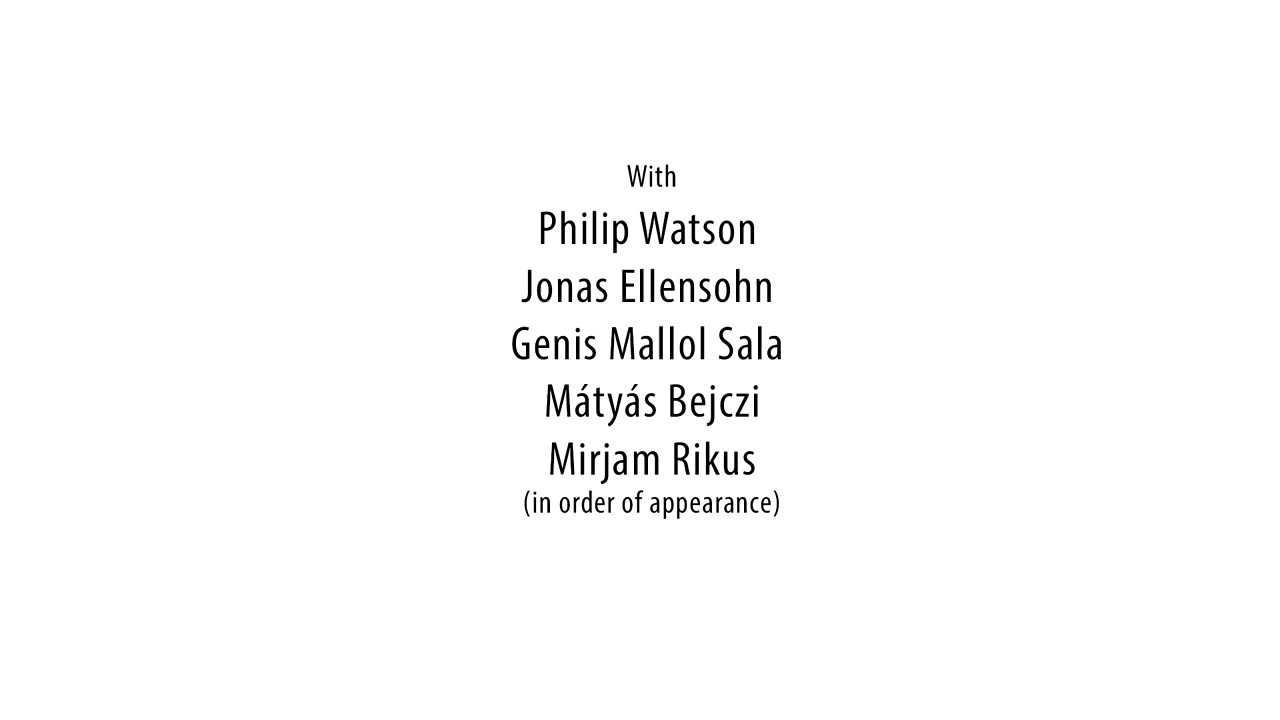 With
Philip Watson
Jonas Ellensohn
Genis Mallol Sala
Mátyás Bejczi
Mirjam Rikus
(in order of appearance)